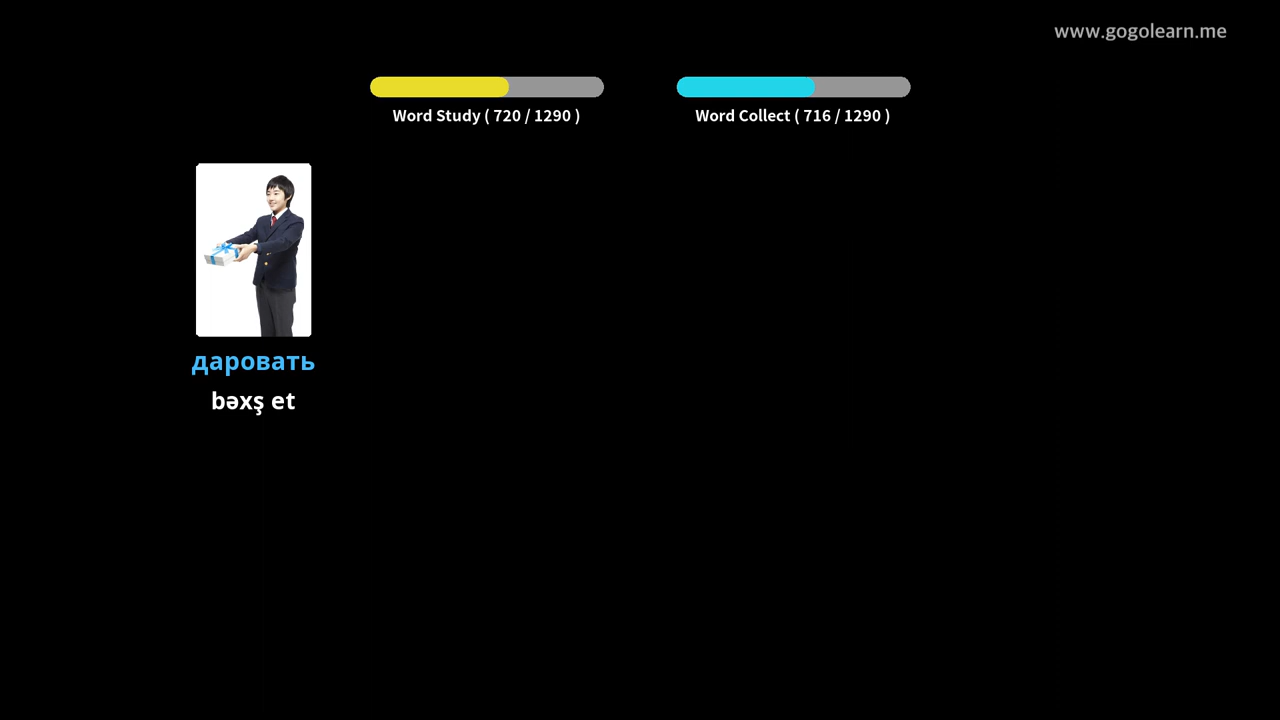 www.gogolearn.me
Word Study ( 720 / 1290 )
Word Collect ( 716 / 1290 )
даровать
bəxş et